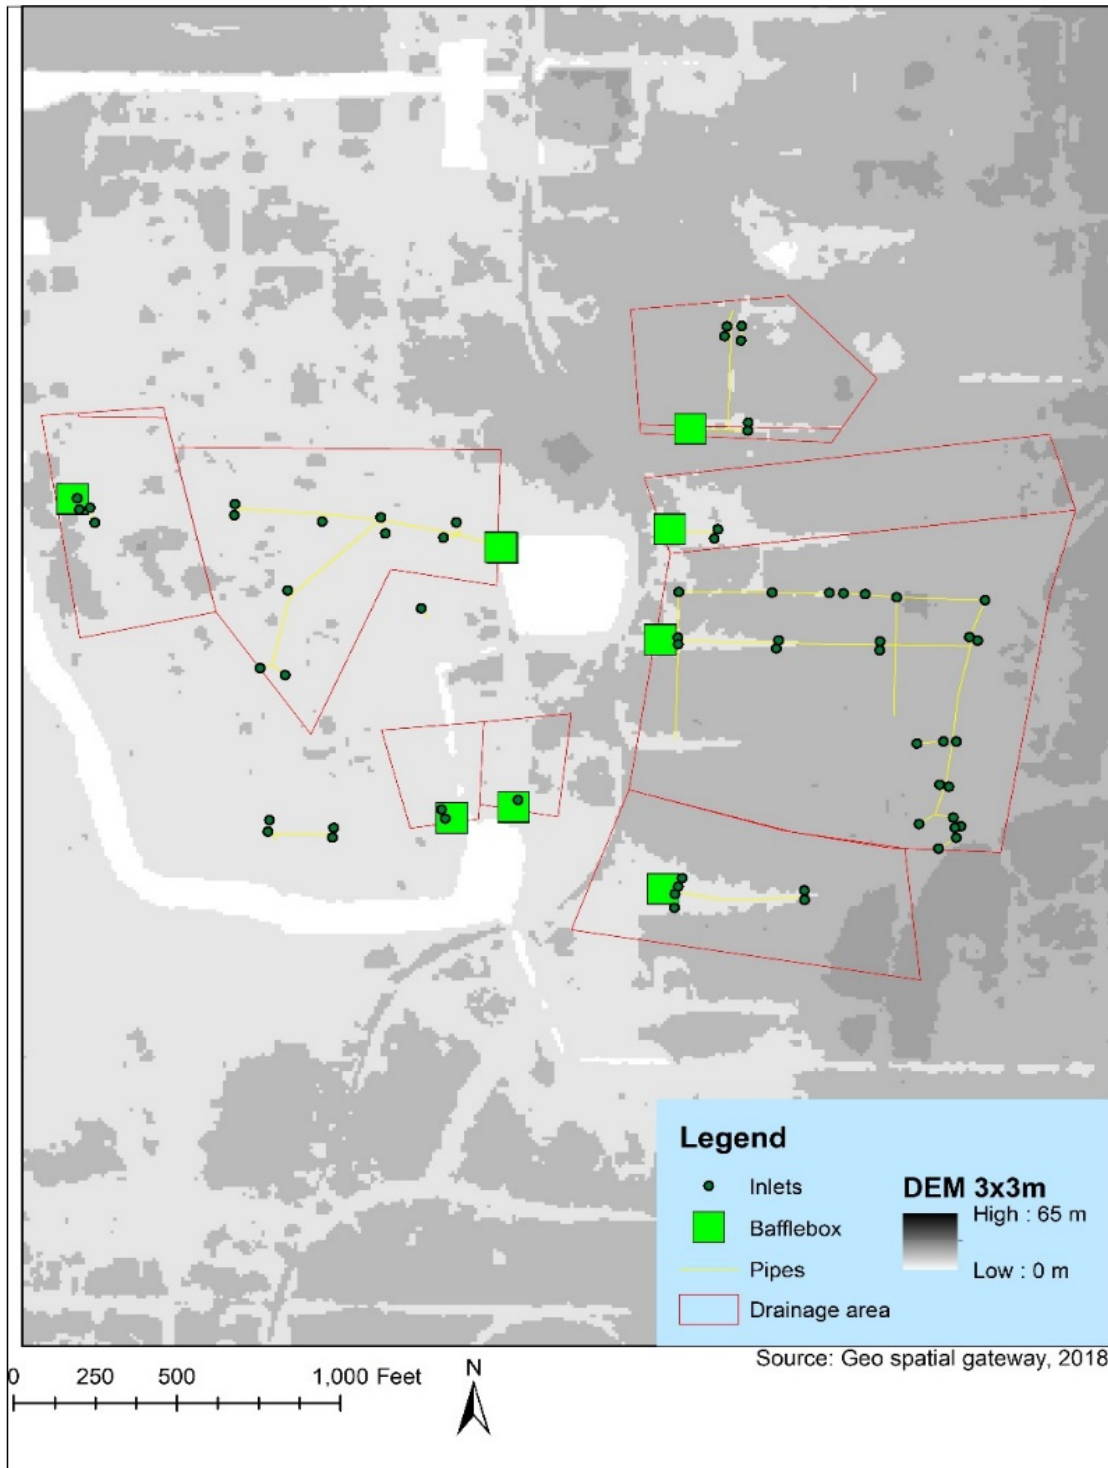 Legend
Inlets
Bafflebox
Pipes
Drainage area
DEM 3x3m
High : 65 m
Low : 0 m
Source: Geo spatial gateway, 2018
0 250 500 1,000 Feet
N